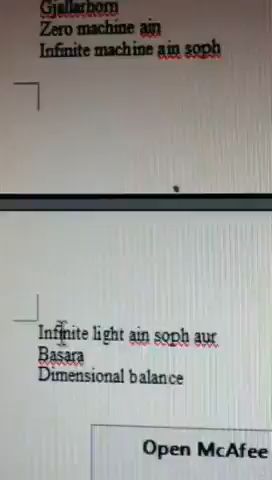 Gjallarhorn
Zero machine ain
Infinite machine ain soph
Infinite light ain soph aur
Basara
Dimensional balance
Open McAfee